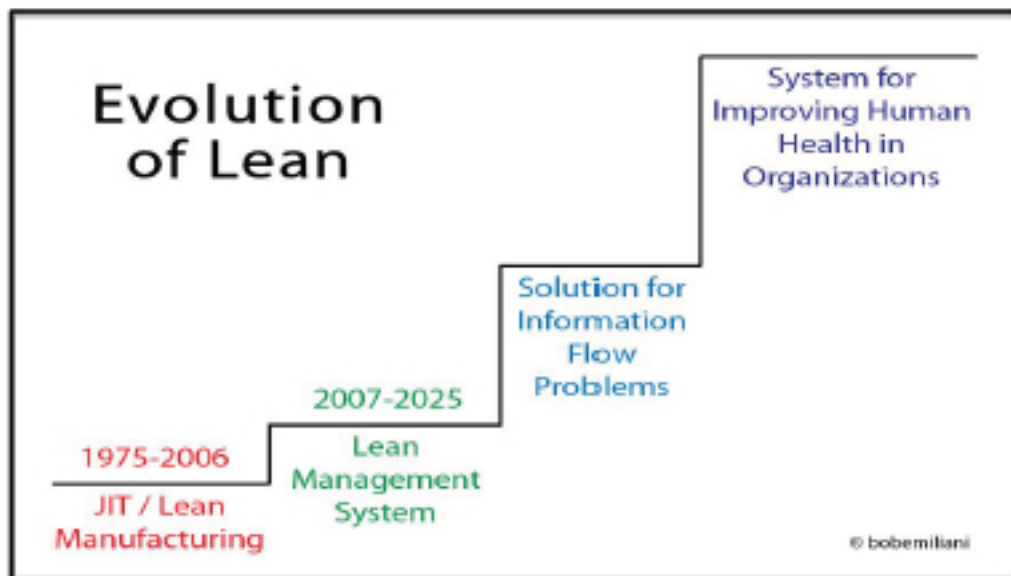 Evolution
of Lean
1975-2006
JIT / Lean
Manufacturing
2007-2025
Lean
Management
System
Solution for
Information
Flow
Problems
System for
Improving Human
Health in
Organizations
© bobemiliani